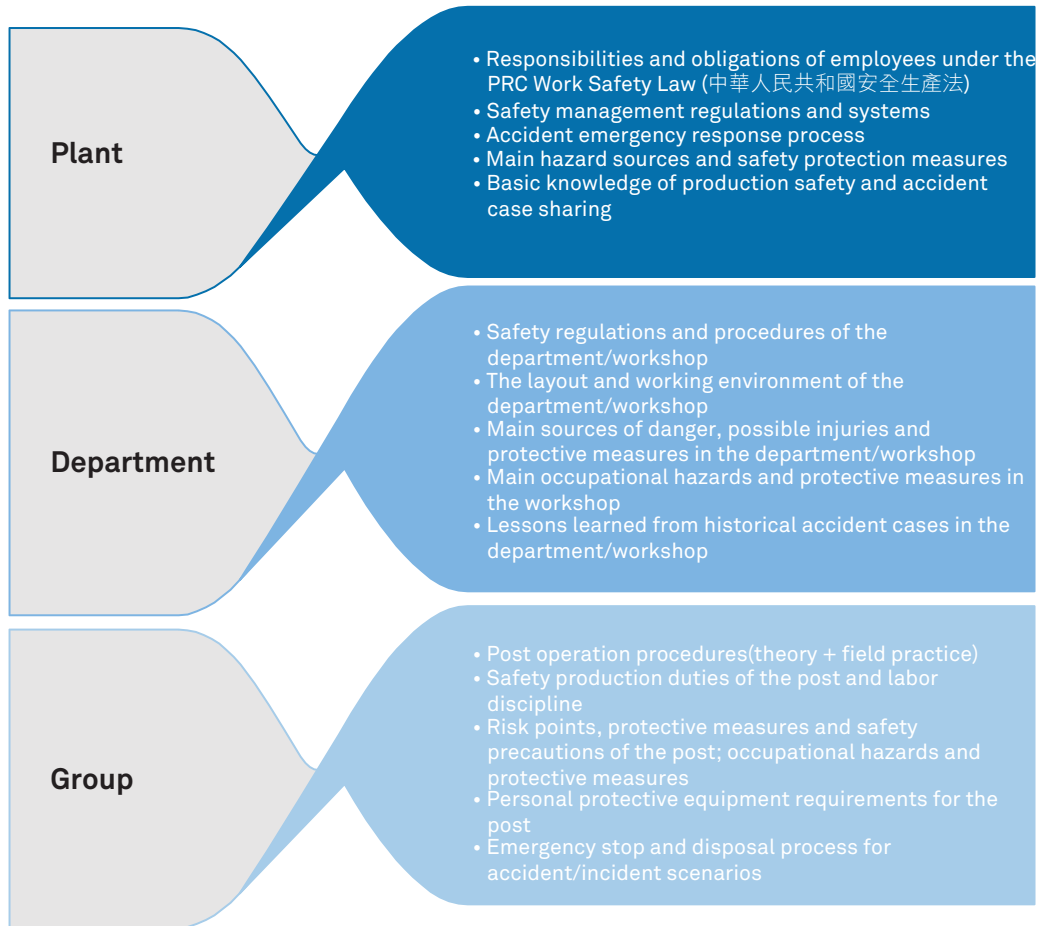 Plant
• Responsibilities and obligations of employees under the
PRC Work Safety Law (中華人民共和國安全生產法)
• Safety management regulations and systems
• Accident emergency response process
• Main hazard sources and safety protection measures
• Basic knowledge of production safety and accident
case sharing
Department
• Safety regulations and procedures of the
department/workshop
• The layout and working environment of the
department/workshop
• Main sources of danger, possible injuries and
protective measures in the department/workshop
• Main occupational hazards and protective measures in
the workshop
• Lessons learned from historical accident cases in the
department/workshop
Group
• Post operation procedures(theory + field practice)
• Safety production duties of the post and labor
discipline
• Risk points, protective measures and safety
precautions of the post; occupational hazards and
protective measures
• Personal protective equipment requirements for the
post
• Emergency stop and disposal process for
accident/incident scenarios